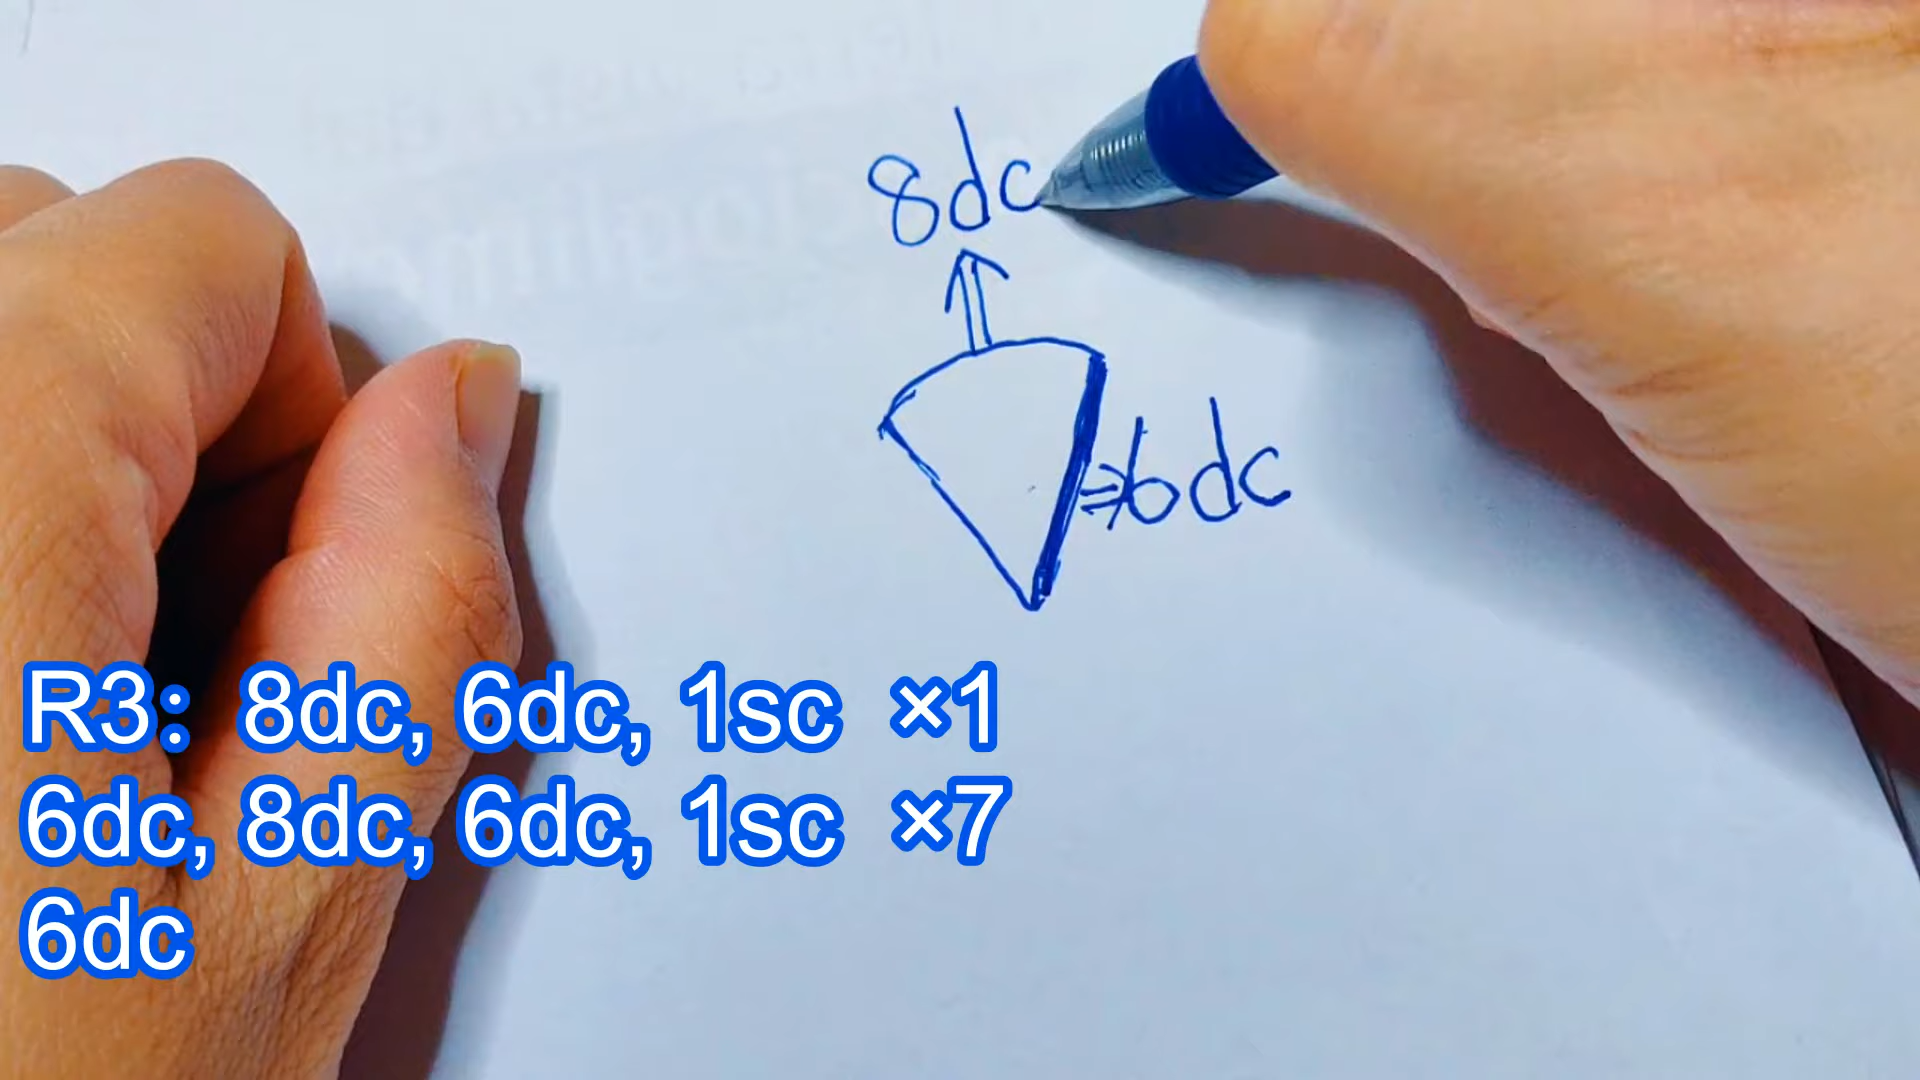 8dc
6dc
R3: 8dc, 6dc, 1sc ×1
6dc, 8dc, 6dc, 1sc ×7
6dc